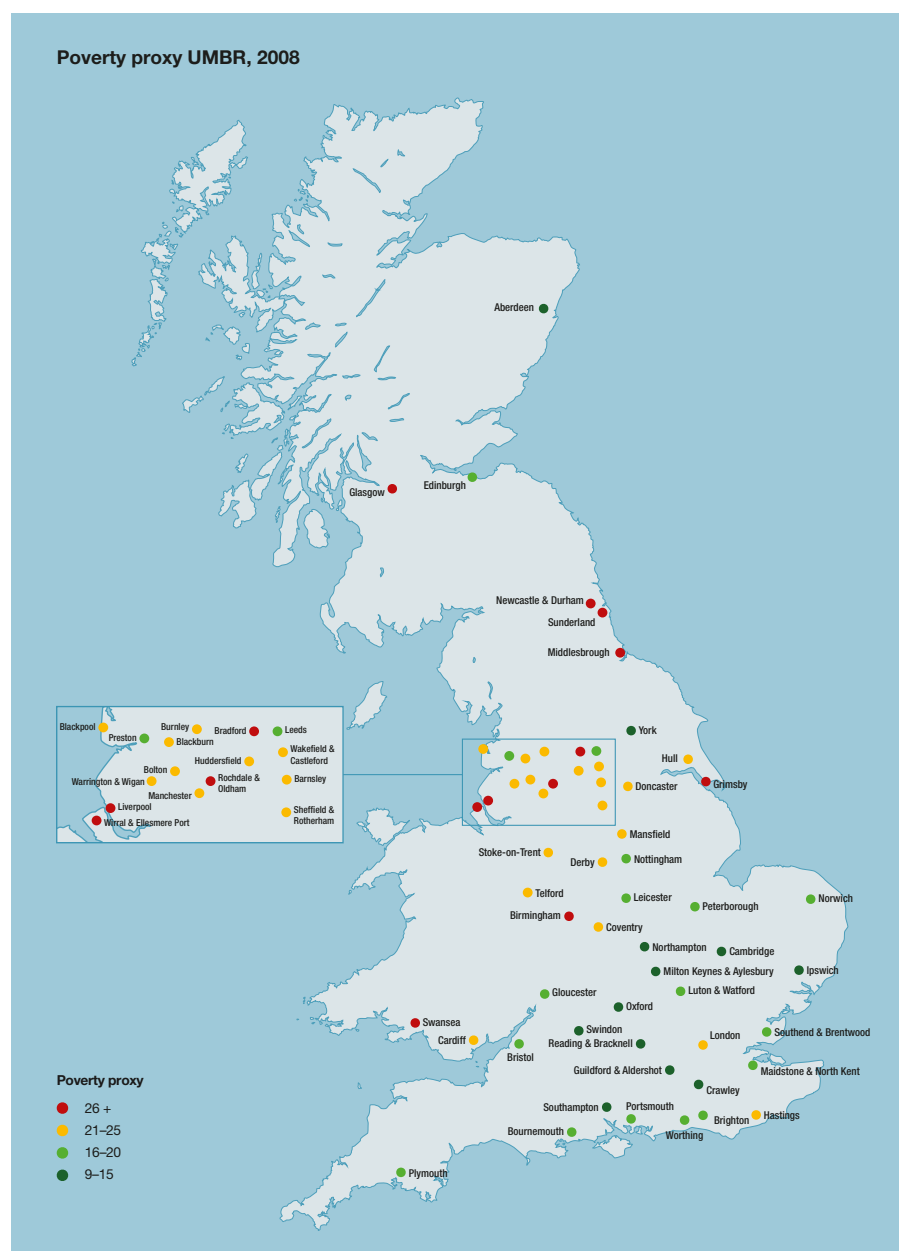 Poverty proxy UMBR, 2008
Aberdeen
Edinburgh
Glasgow
Newcastle & Durham
Sunderland
Middlesbrough
York
Hull
Grimsby
Doncaster
Blackpool
Preston
Burnley
Blackburn
Bradford
Leeds
Huddersfield
Wakefield &
Castleford
Bolton
Warrington & Wigan
Manchester
Rochdale &
Oldham
Barnsley
Liverpool
Wirral & Ellesmere Port
Sheffield &
Rotherham
Mansfield
Stoke-on-Trent
Derby
Nottingham
Telford
Leicester
Peterborough
Norwich
Birmingham
Coventry
Northampton
Cambridge
Milton Keynes & Aylesbury
Ipswich
Gloucester
Luton & Watford
Oxford
Swansea
Cardiff
Swindon
Reading & Bracknell
London
Southend & Brentwood
Bristol
Guildford & Aldershot
Maidstone & North Kent
Crawley
Southampton
Portsmouth
Brighton
Hastings
Bournemouth
Worthing
Plymouth
Poverty proxy
26 +
21–25
16–20
9–15